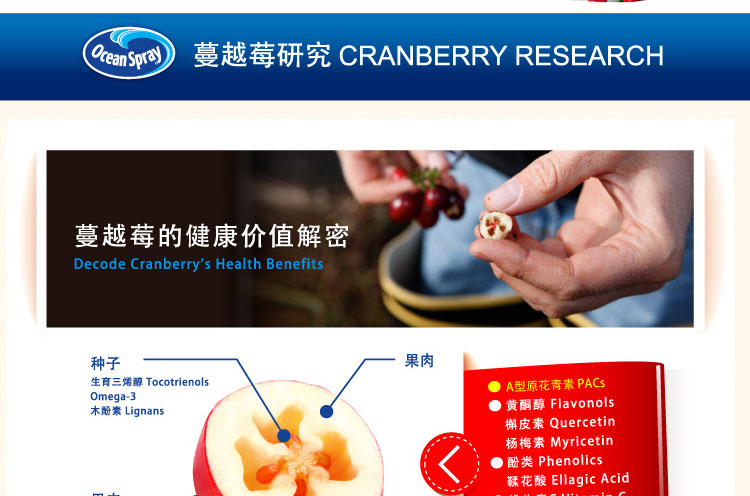 Ocean Spray
蔓越莓研究 CRANBERRY RESEARCH
蔓越莓的健康价值解密
Decode Cranberry's Health Benefits
种子
生育三烯醇 Tocotrienols
Omega-3
木酚素 Lignans
果肉
A型原花青素 PACs
黄酮醇 Flavonols
槲皮素 Quercetin
杨梅素 Myricetin
酚类 Phenolics
鞣花酸 Ellagic Acid